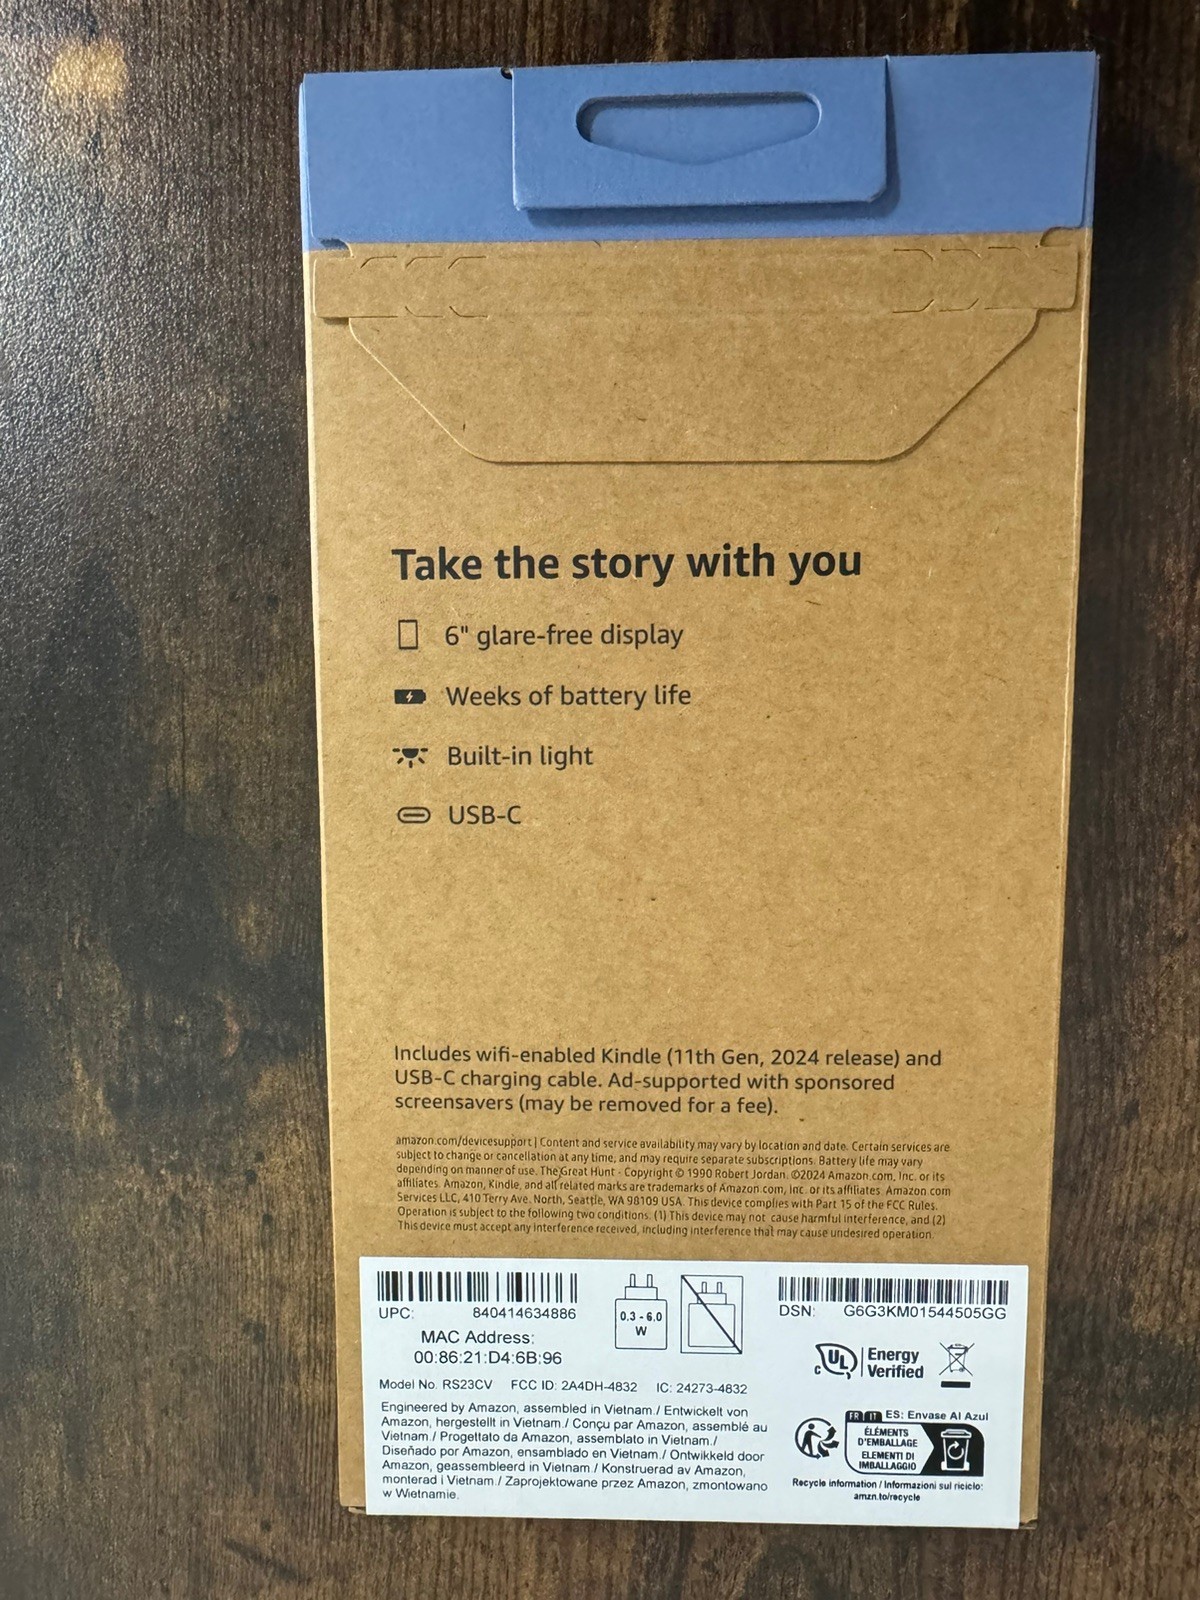 Take the story with you
6" glare-free display
Weeks of battery life
Built-in light
USB-C
Includes wifi-enabled Kindle (11th Gen, 2024 release) and
USB-C charging cable. Ad-supported with sponsored
screensavers (may be removed for a fee).
amazon.com/devicesupport | Content and service availability may vary by location and date. Certain services are
subject to change or cancellation at any time, and may require separate subscriptions. Battery life may vary
depending on manner of use. The Great Hunt - Copyright © 1990 Robert Jordan. ©2024 Amazon.com, Inc. or its
affiliates. Amazon, Kindle, and all related marks are trademarks of Amazon.com, Inc. or its affiliates. Amazon.com
Services LLC, 410 Terry Ave. North, Seattle, WA 98109 USA. This device complies with Part 15 of the FCC Rules.
Operation is subject to the following two conditions: (1) This device may not cause harmful interference, and (2)
This device must accept any interference received, including interference that may cause undesired operation.
UPC: 840414634886
MAC Address:
00:86:21:D4:6B:96
0.3 - 6.0
W
DSN: G6G3KM01544505GG
c UL Energy
Verified
Model No. RS23CV FCC ID: 2A4DH-4832 IC: 24273-4832
Engineered by Amazon, assembled in Vietnam./ Entwickelt von
Amazon, hergestellt in Vietnam./ Conçu par Amazon, assemblé au
Vietnam./ Progettato da Amazon, assemblato in Vietnam./
Diseñado por Amazon, ensamblado en Vietnam./ Ontwikkeld door
Amazon, geassembleerd in Vietnam./ Konstruerad av Amazon,
monterad i Vietnam./ Zaprojektowane przez Amazon, zmontowano
w Wietnamie.
FR IT ES: Envase Al Azul
ÉLÉMENTS
D'EMBALLAGE
ELEMENTI DI
IMBALLAGGIO
Recycle information / Informazioni sul riciclo:
amzn.to/recycle